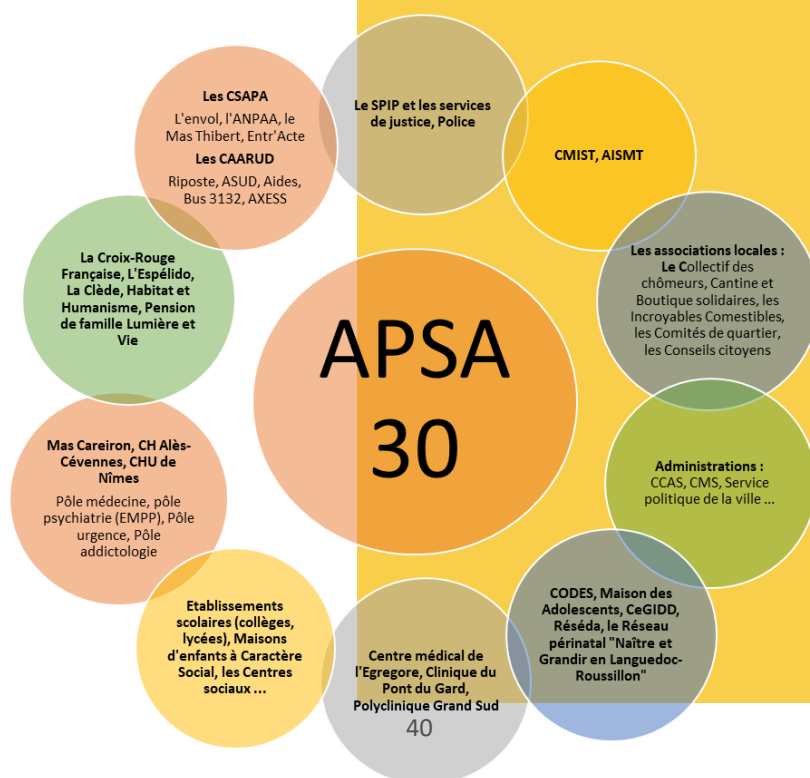 Les CSAPA
L'envol, l'ANPAA, le
Mas Thibert, Entr'Acte
Les CAARUD
Riposte, ASUD, Aides,
Bus 3132, AXESS
Le SPIP et les services
de justice, Police
CMIST, AISMT
Les associations locales :
Le Collectif des
chômeurs, Cantine et
Boutique solidaires, les
Incroyables Comestibles,
les Comités de quartier,
les Conseils citoyens
La Croix-Rouge
Française, L'Espélido,
La Clède, Habitat et
Humanisme, Pension
de famille Lumière et
Vie
APSA
30
Mas Careiron, CH Alès-
Cévennes, CHU de
Nîmes
Pôle médecine, pôle
psychiatrie (EMPP), Pôle
urgence, Pôle
addictologie
Administrations :
CCAS, CMS, Service
politique de la ville ...
Etablissements
scolaires (collèges,
lycées), Maisons
d'enfants à Caractère
Social, les Centres
sociaux ...
Centre médical de
l'Egregore, Clinique du
Pont du Gard,
Polyclinique Grand Sud
40
CODES, Maison des
Adolescents, CeGIDD,
Réséda, le Réseau
périnatal "Naître et
Grandir en Languedoc-
Roussillon"